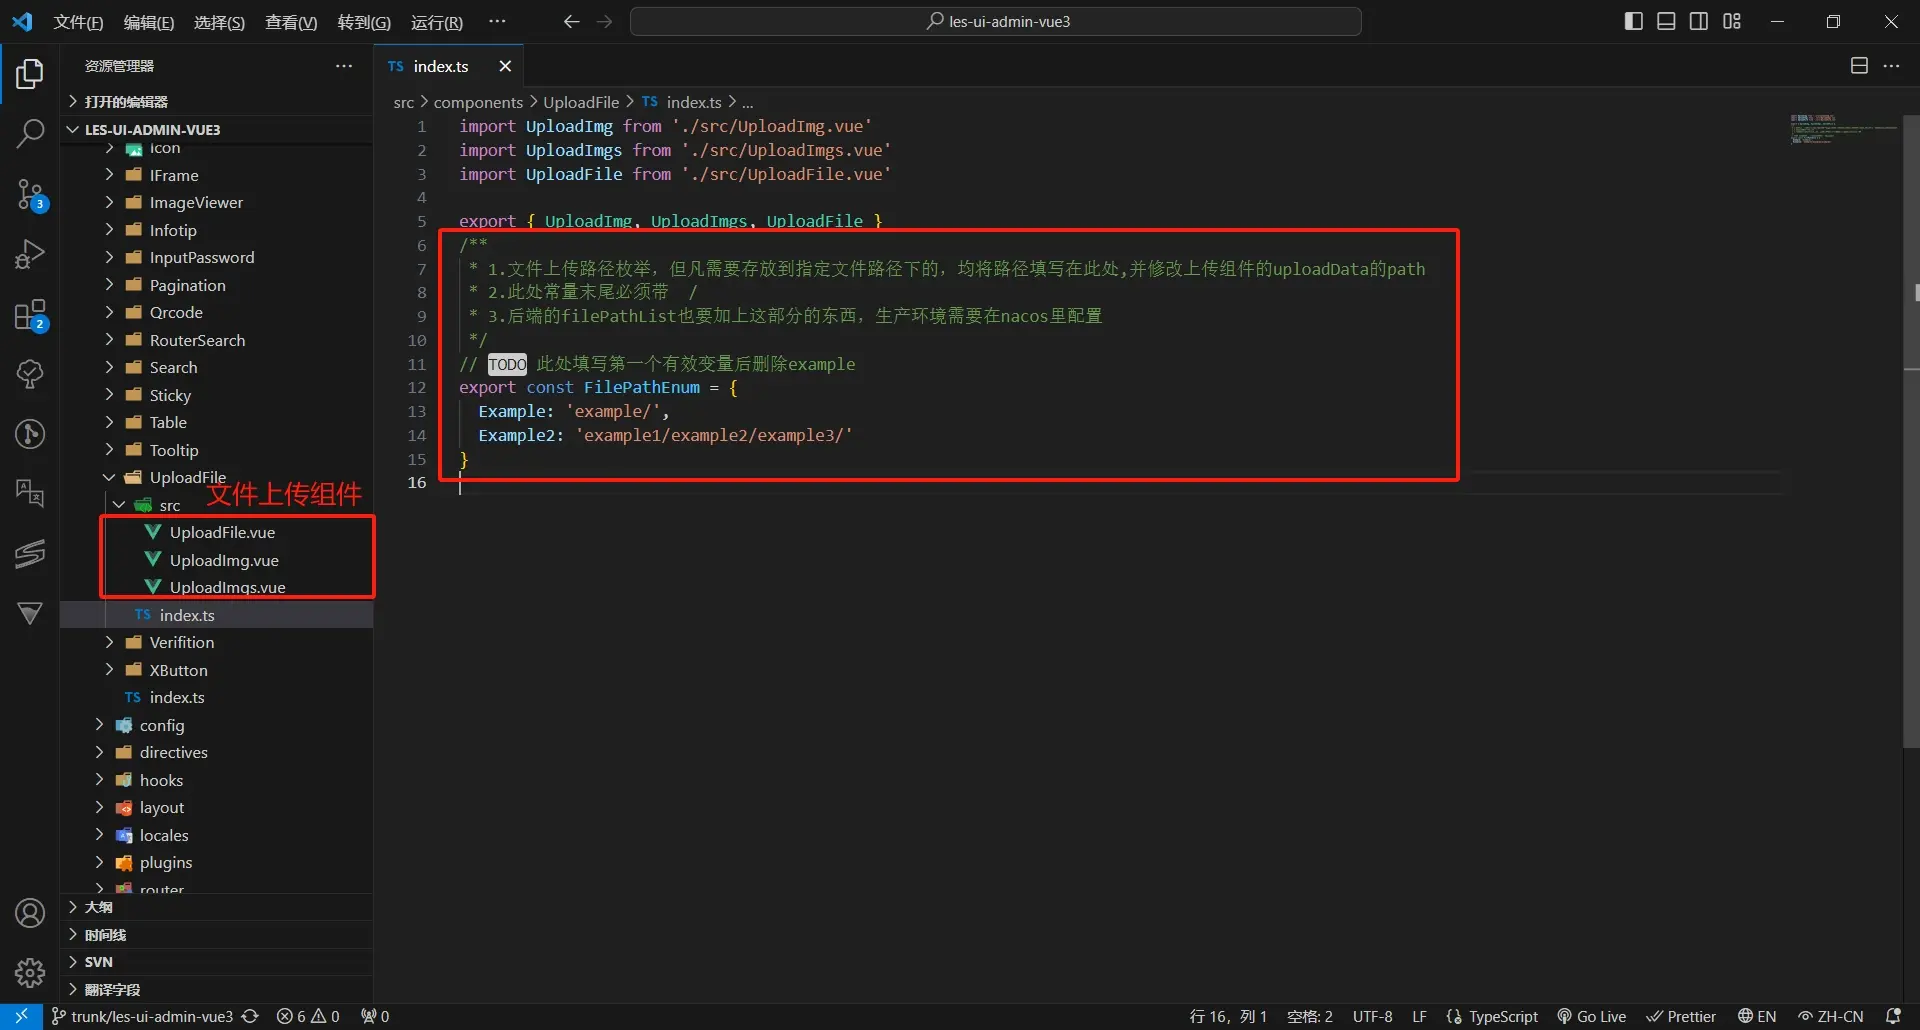 文件(F) 编辑(E) 选择(S) 查看(V) 转到(G) 运行(R) ··· les-ui-admin-vue3
资源管理器 ···
打开的编辑器
LES-UI-ADMIN-VUE3
Icon
IFrame
ImageViewer
Infotip
InputPassword
Pagination
Qrcode
RouterSearch
Search
Sticky
Table
Tooltip
UploadFile
文件上传组件
src
UploadFile.vue
UploadImg.vue
UploadImgs.vue
TS index.ts
Verifition
XButton
TS index.ts
config
directives
hooks
layout
locales
plugins
router
大纲
时间线
SVN
翻译字段
3
2
TS index.ts
src > components > UploadFile > TS index.ts > ...
1 import UploadImg from './src/UploadImg.vue'
2 import UploadImgs from './src/UploadImgs.vue'
3 import UploadFile from './src/UploadFile.vue'
4
5 export { UploadImg, UploadImgs, UploadFile }
6 /**
7 * 1.文件上传路径枚举，但凡需要存放到指定文件路径下的，均将路径填写在此处,并修改上传组件的uploadData的path
8 * 2.此处常量末尾必须带 /
9 * 3.后端的filePathList也要加上这部分的东西，生产环境需要在nacos里配置
10 */
11 // TODO 此处填写第一个有效变量后删除example
12 export const FilePathEnum = {
13 Example: 'example/',
14 Example2: 'example1/example2/example3/'
15 }
16
trunk/les-ui-admin-vue3 6 0 0 行 16，列 1 空格: 2 UTF-8 LF TypeScript Go Live Prettier EN ZH-CN